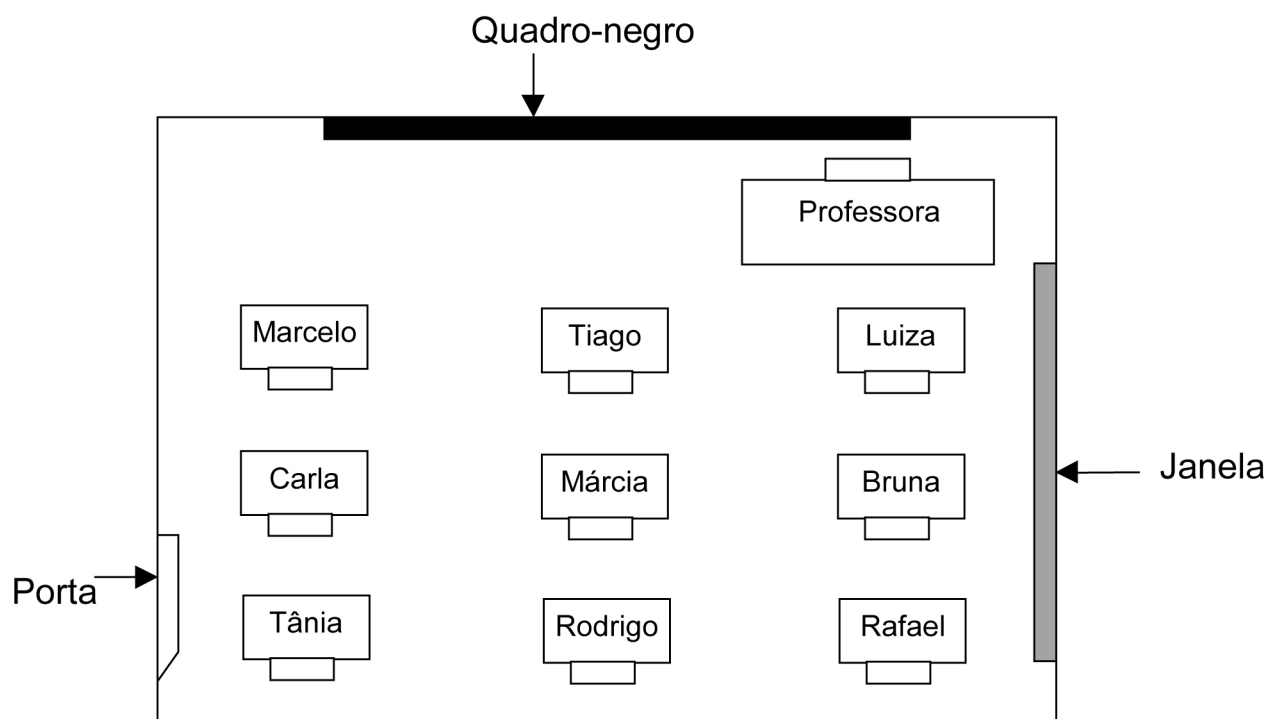 Quadro-negro
Professora
Marcelo
Tiago
Luiza
Carla
Márcia
Bruna
Janela
Porta
Tânia
Rodrigo
Rafael